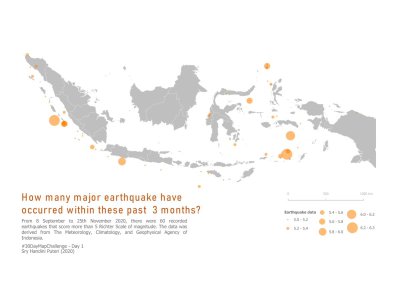 How many major earthquake have
occurred within these past 3 months?
From 8 September to 25th November 2020, there were 60 recorded
earthquakes that score more than 5 Richter Scale of magnitude. The data was
derived from The Meteorology, Climatology, and Geophysical Agency of
Indonesia.
#30DayMapChallenge - Day 1
Sry Handini Puteri (2020)
0 500 1000 km
Earthquake data
5.0 - 5.2
5.2 - 5.4
5.4 - 5.6
5.6 - 5.8
5.8 - 6.0
6.0 - 6.2
6.2 - 6.3